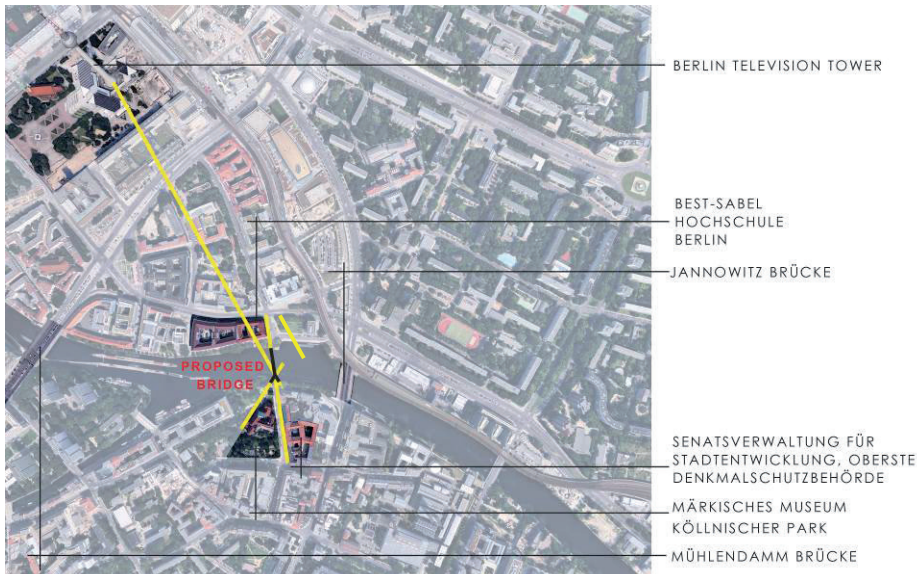 BERLIN TELEVISION TOWER
BEST-SABEL
HOCHSCHULE
BERLIN
JANNOWITZ BRÜCKE
PROPOSED
BRIDGE
SENATSVERWALTUNG FÜR
STADTENTWICKLUNG, OBERSTE
DENKMALSCHUTZBEHÖRDE
MÄRKISCHES MUSEUM
KÖLLNISCHER PARK
MÜHLENDAMM BRÜCKE